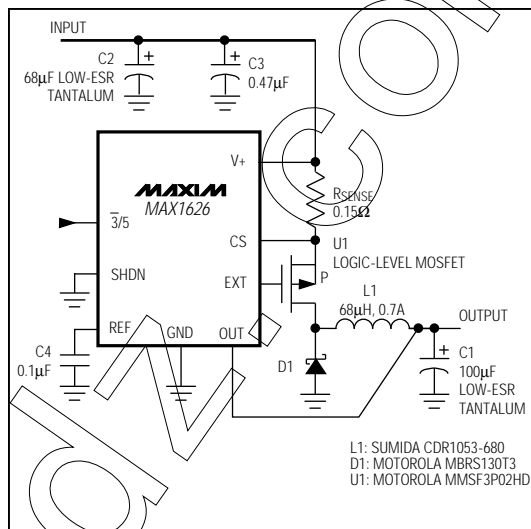 INPUT
C2
68µF LOW-ESR
TANTALUM
C3
0.47µF
V+
MAXIM
MAX1626
RSENSE
0.15Ω
3/5
CS
U1
LOGIC-LEVEL MOSFET
SHDN
EXT
P
L1
68µH, 0.7A
REF
GND
OUT
OUTPUT
C4
0.1µF
D1
C1
100µF
LOW-ESR
TANTALUM
L1: SUMIDA CDR1053-680
D1: MOTOROLA MBRS130T3
U1: MOTOROLA MMSF3P02HD